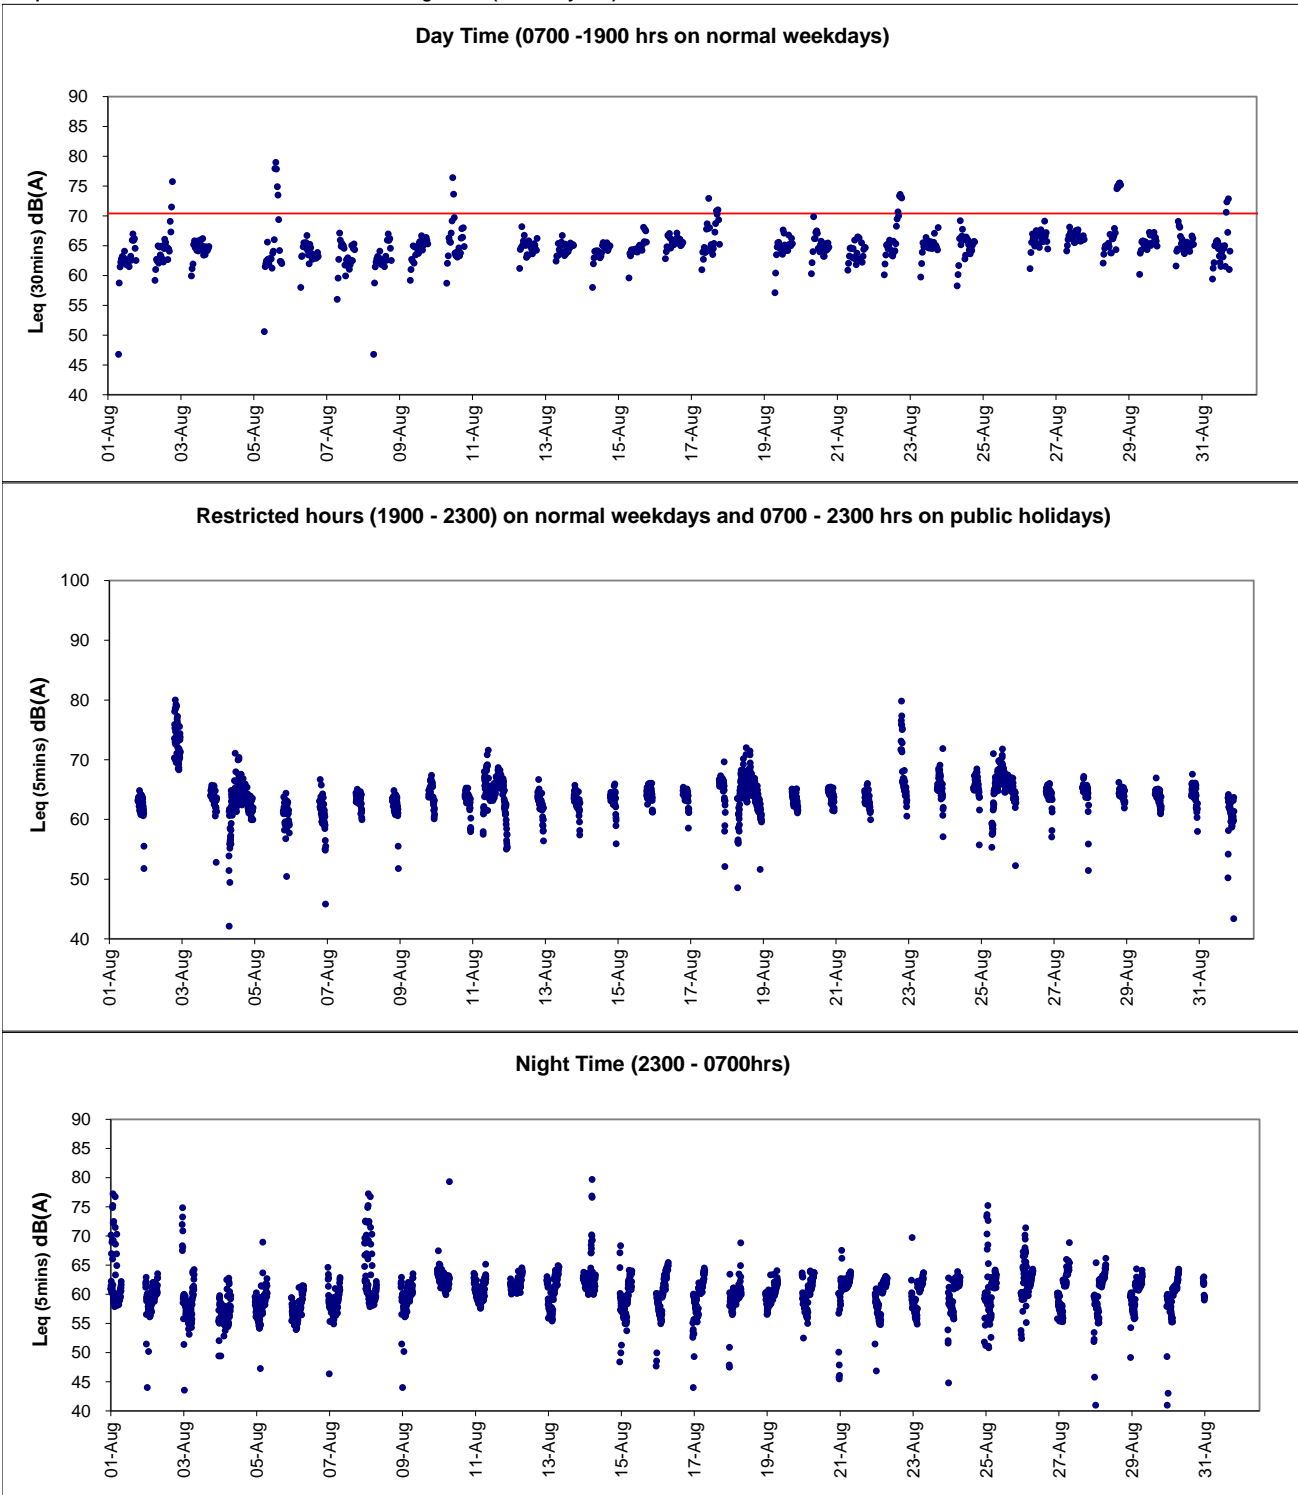 Day Time (0700 -1900 hrs on normal weekdays)
Leq (30mins) dB(A)
90
85
80
75
70
65
60
55
50
45
40
01-Aug
03-Aug
05-Aug
07-Aug
09-Aug
11-Aug
13-Aug
15-Aug
17-Aug
19-Aug
21-Aug
23-Aug
25-Aug
27-Aug
29-Aug
31-Aug
Restricted hours (1900 - 2300) on normal weekdays and 0700 - 2300 hrs on public holidays)
Leq (5mins) dB(A)
100
90
80
70
60
50
40
01-Aug
03-Aug
05-Aug
07-Aug
09-Aug
11-Aug
13-Aug
15-Aug
17-Aug
19-Aug
21-Aug
23-Aug
25-Aug
27-Aug
29-Aug
31-Aug
Night Time (2300 - 0700hrs)
Leq (5mins) dB(A)
90
85
80
75
70
65
60
55
50
45
40
01-Aug
03-Aug
05-Aug
07-Aug
09-Aug
11-Aug
13-Aug
15-Aug
17-Aug
19-Aug
21-Aug
23-Aug
25-Aug
27-Aug
29-Aug
31-Aug